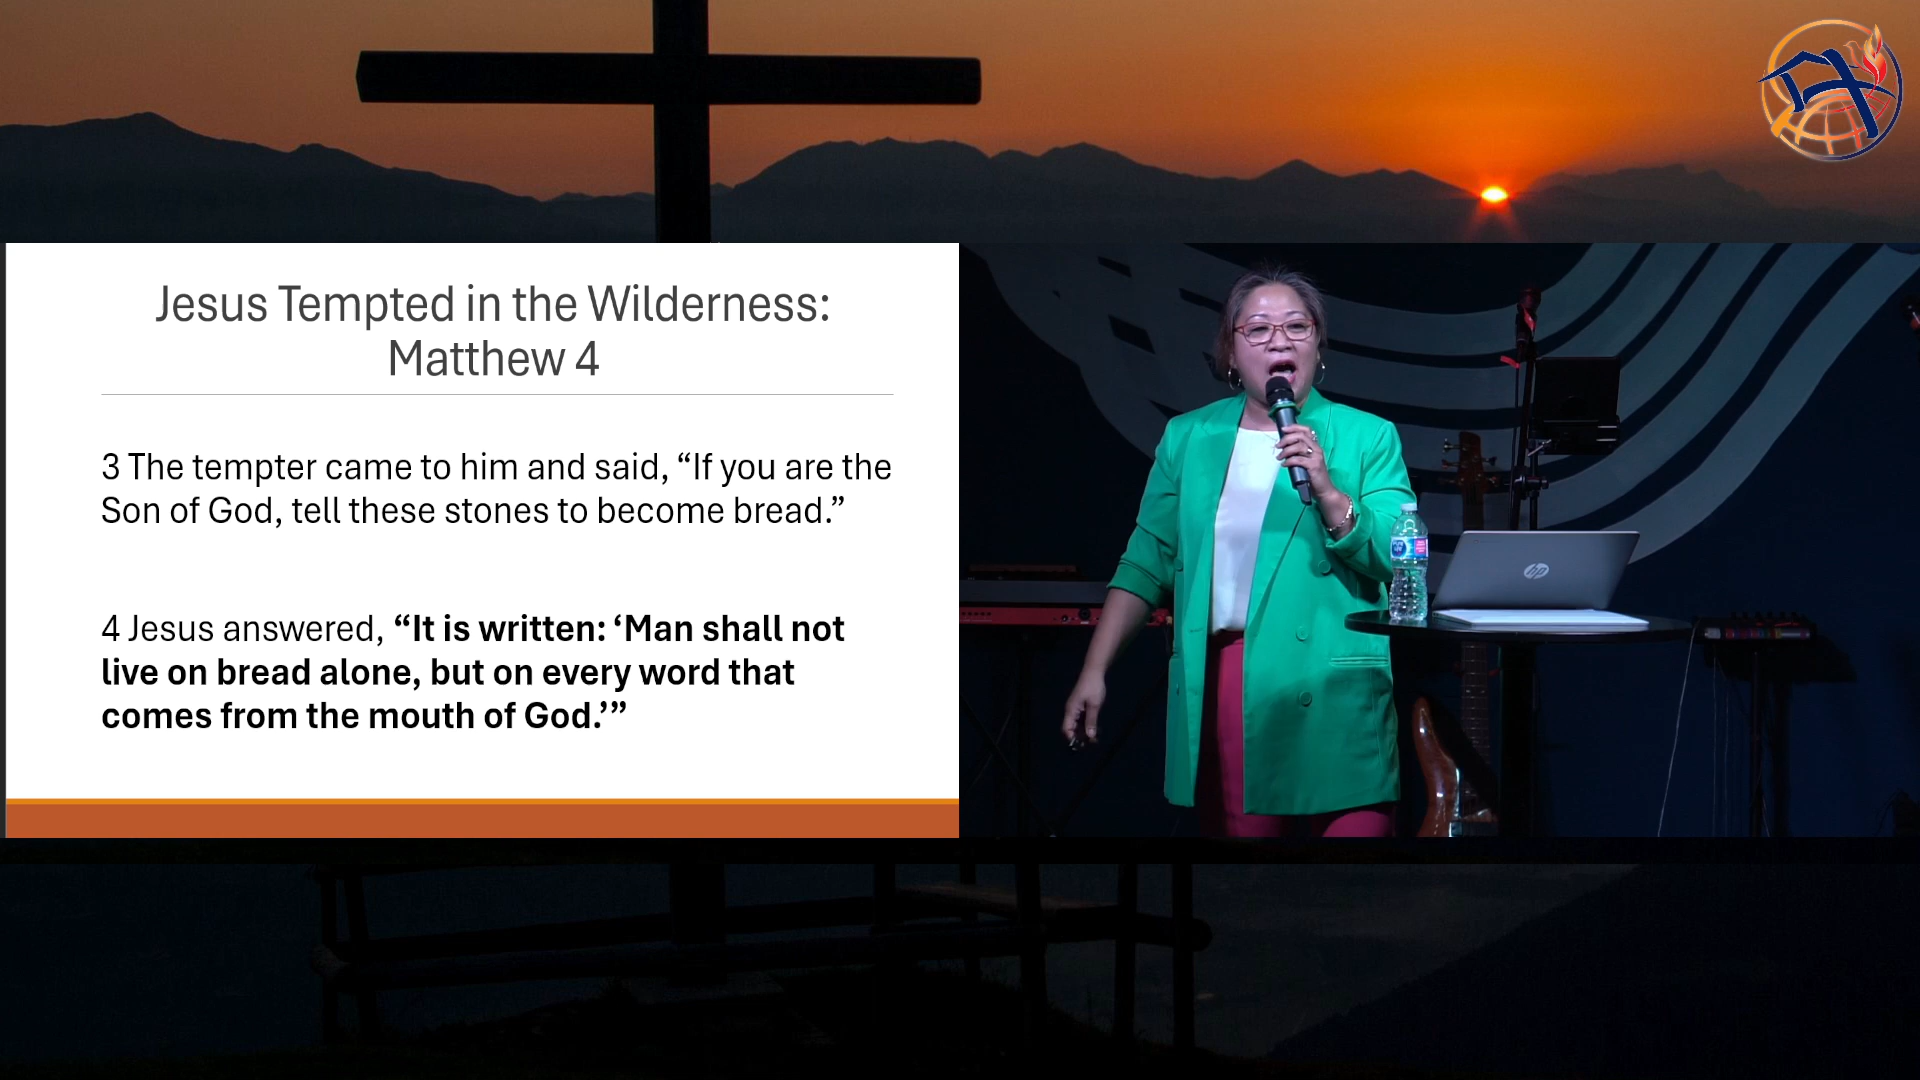 Jesus Tempted in the Wilderness:
Matthew 4
3 The tempter came to him and said, “If you are the
Son of God, tell these stones to become bread.”
4 Jesus answered, “It is written: ‘Man shall not
live on bread alone, but on every word that
comes from the mouth of God.’”
hp